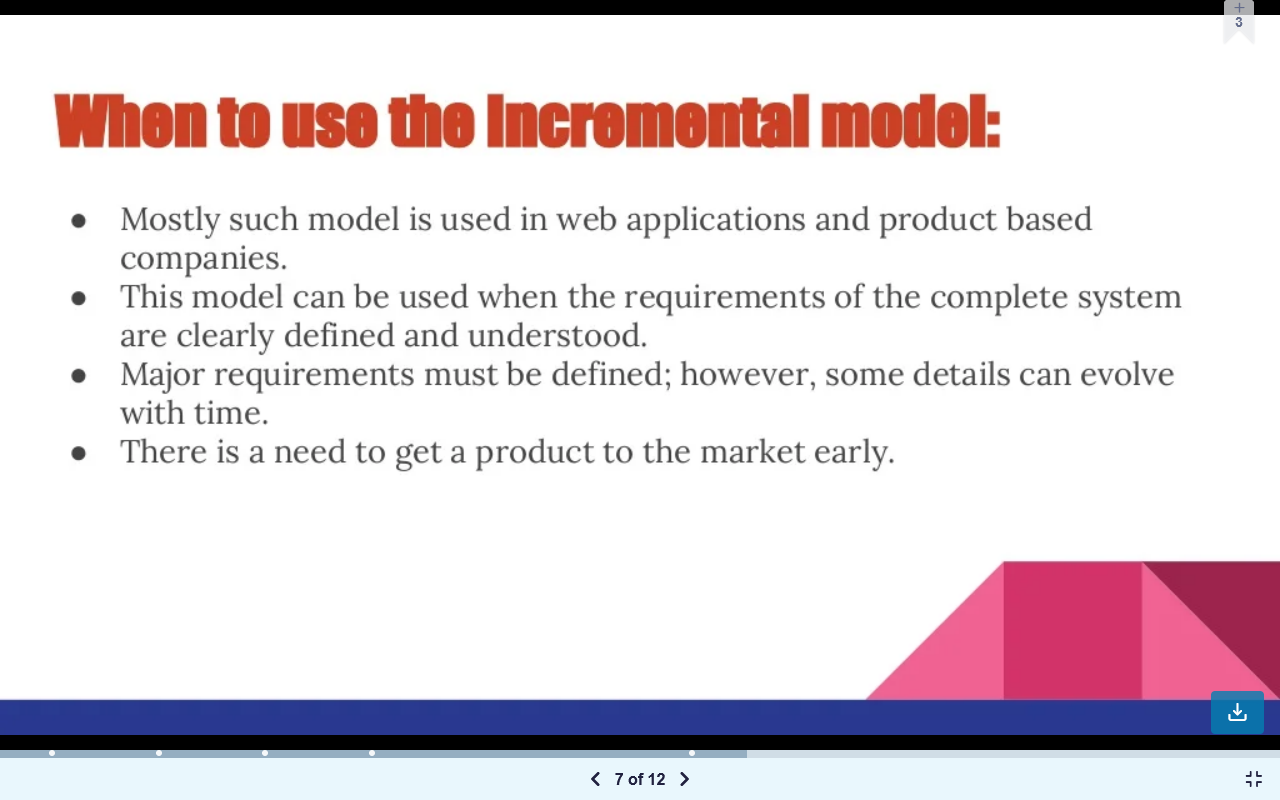 3
When to use the Incremental model:
● Mostly such model is used in web applications and product based
companies.
● This model can be used when the requirements of the complete system
are clearly defined and understood.
● Major requirements must be defined; however, some details can evolve
with time.
● There is a need to get a product to the market early.
7 of 12